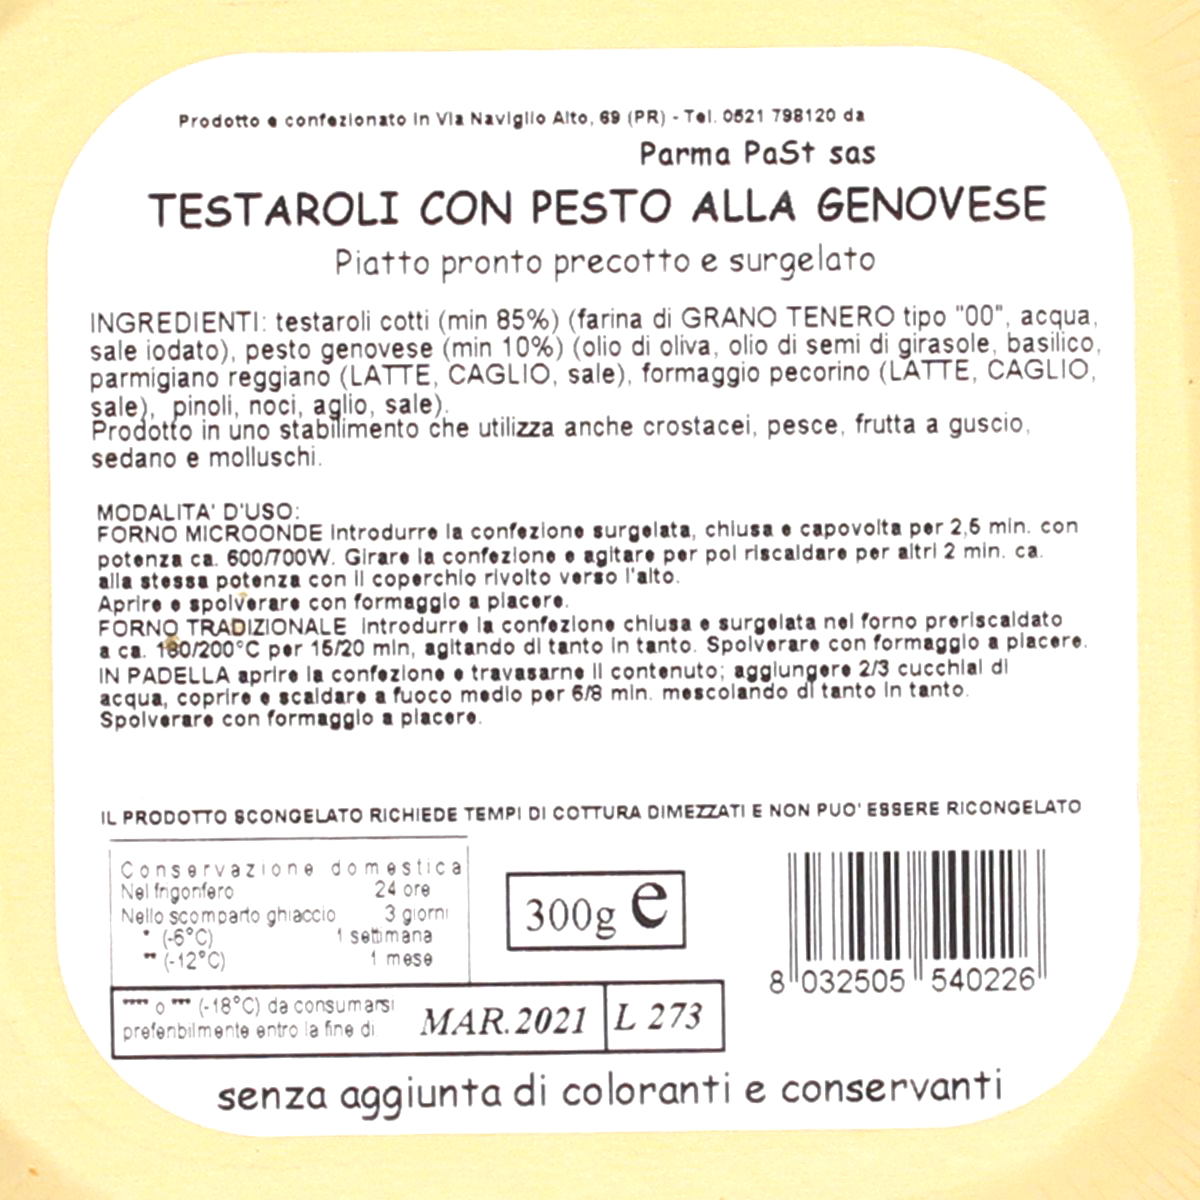 Prodotto e confezionato in Via Naviglio Alto, 69 (PR) - Tel. 0521 798120 da
Parma PaSt sas
TESTAROLI CON PESTO ALLA GENOVESE
Piatto pronto precotto e surgelato
INGREDIENTI: testaroli cotti (min 85%) (farina di GRANO TENERO tipo "00", acqua,
sale iodato), pesto genovese (min 10%) (olio di oliva, olio di semi di girasole, basilico,
parmigiano reggiano (LATTE, CAGLIO, sale), formaggio pecorino (LATTE, CAGLIO,
sale), pinoli, noci, aglio, sale).
Prodotto in uno stabilimento che utilizza anche crostacei, pesce, frutta a guscio,
sedano e molluschi.
MODALITA' D'USO:
FORNO MICROONDE Introdurre la confezione surgelata, chiusa e capovolta per 2,5 min. con
potenza ca. 600/700W. Girare la confezione e agitare per poi riscaldare per altri 2 min. ca.
alla stessa potenza con il coperchio rivolto verso l'alto.
Aprire e spolverare con formaggio a piacere.
FORNO TRADIZIONALE Introdurre la confezione chiusa e surgelata nel forno preriscaldato
a ca. 180/200°C per 15/20 min, agitando di tanto in tanto. Spolverare con formaggio a piacere.
IN PADELLA aprire la confezione e travasarne il contenuto; aggiungere 2/3 cucchiai di
acqua, coprire e scaldare a fuoco medio per 6/8 min. mescolando di tanto in tanto.
Spolverare con formaggio a piacere.
IL PRODOTTO SCONGELATO RICHIEDE TEMPI DI COTTURA DIMEZZATI E NON PUO' ESSERE RICONGELATO
Conservazione domestica
Nel frigorifero 24 ore
Nello scomparto ghiaccio 3 giorni
* (-6°C) 1 settimana
** (-12°C) 1 mese
300g e
8 032505 540226
**** o *** (-18°C) da consumarsi
preferibilmente entro la fine di MAR.2021 L 273
senza aggiunta di coloranti e conservanti